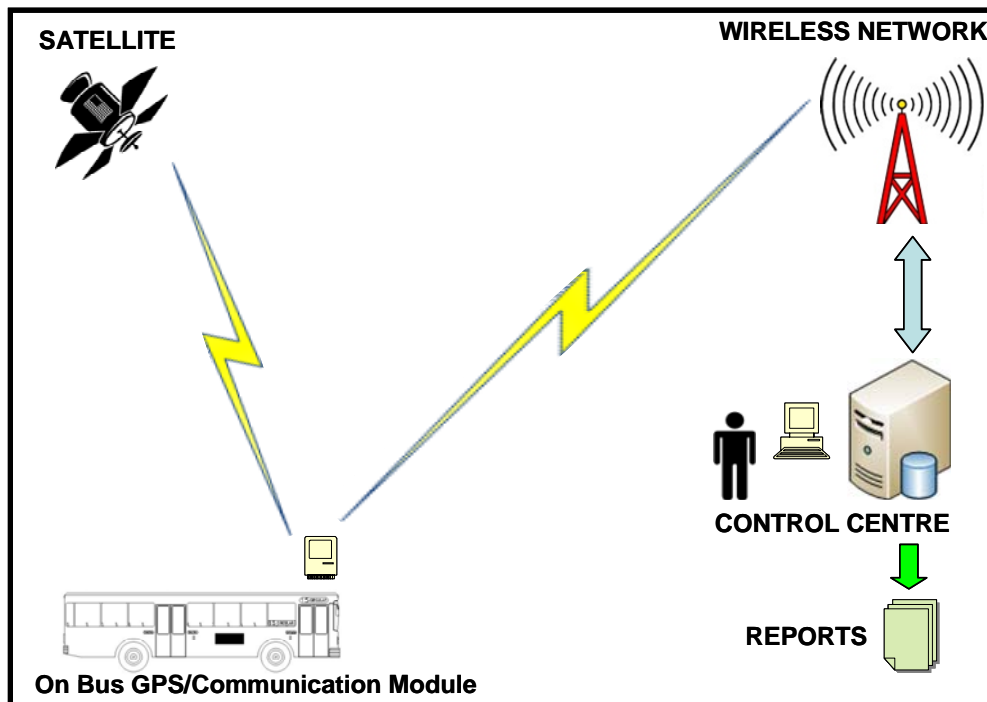 SATELLITE
WIRELESS NETWORK
CONTROL CENTRE
REPORTS
On Bus GPS/Communication Module